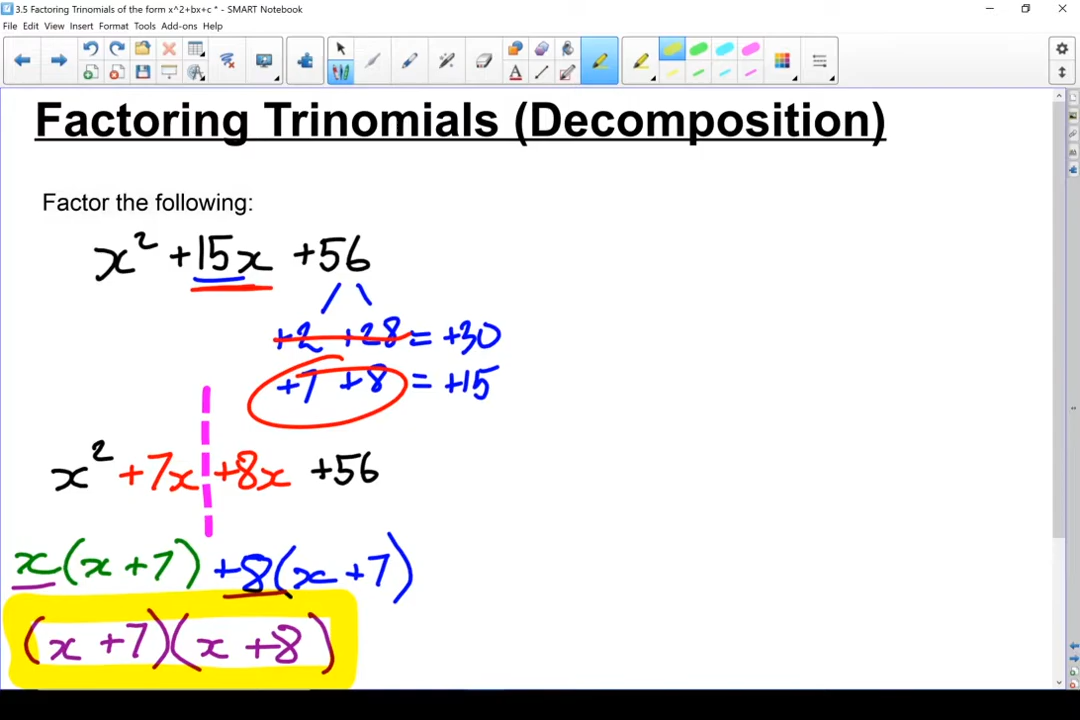 3.5 Factoring Trinomials of the form x^2+bx+c * - SMART Notebook
File Edit View Insert Format Tools Add-ons Help
Factoring Trinomials (Decomposition)
Factor the following:
x² +15x +56
+2 +28 = +30
+7 +8 = +15
x² +7x +8x +56
x(x+7) +8(x+7)
(x+7)(x+8)